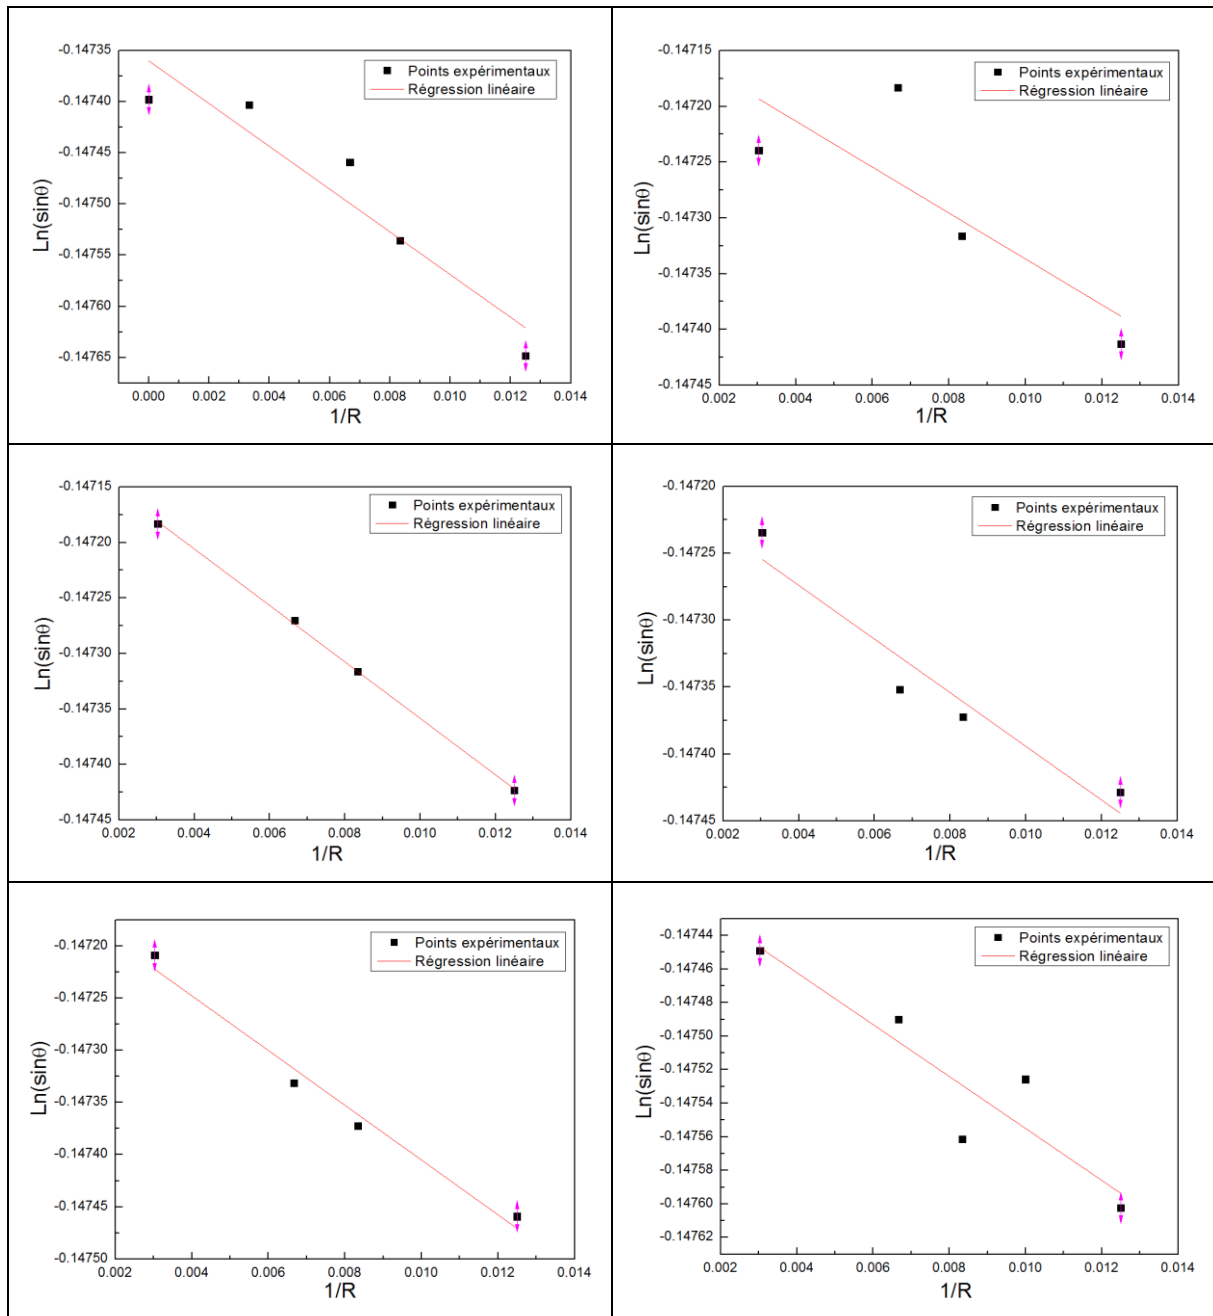 -0.14735
-0.14740
-0.14745
-0.14750
-0.14755
-0.14760
-0.14765
Ln(sinθ)
Points expérimentaux
Régression linéaire
0.000 0.002 0.004 0.006 0.008 0.010 0.012 0.014
1/R
-0.14715
-0.14720
-0.14725
-0.14730
-0.14735
-0.14740
-0.14745
Ln(sinθ)
Points expérimentaux
Régression linéaire
0.002 0.004 0.006 0.008 0.010 0.012 0.014
1/R
-0.14715
-0.14720
-0.14725
-0.14730
-0.14735
-0.14740
-0.14745
Ln(sinθ)
Points expérimentaux
Régression linéaire
0.002 0.004 0.006 0.008 0.010 0.012 0.014
1/R
-0.14720
-0.14725
-0.14730
-0.14735
-0.14740
-0.14745
Ln(sinθ)
Points expérimentaux
Régression linéaire
0.002 0.004 0.006 0.008 0.010 0.012 0.014
1/R
-0.14720
-0.14725
-0.14730
-0.14735
-0.14740
-0.14745
-0.14750
Ln(sinθ)
Points expérimentaux
Régression linéaire
0.002 0.004 0.006 0.008 0.010 0.012 0.014
1/R
-0.14744
-0.14746
-0.14748
-0.14750
-0.14752
-0.14754
-0.14756
-0.14758
-0.14760
-0.14762
Ln(sinθ)
Points expérimentaux
Régression linéaire
0.002 0.004 0.006 0.008 0.010 0.012 0.014
1/R